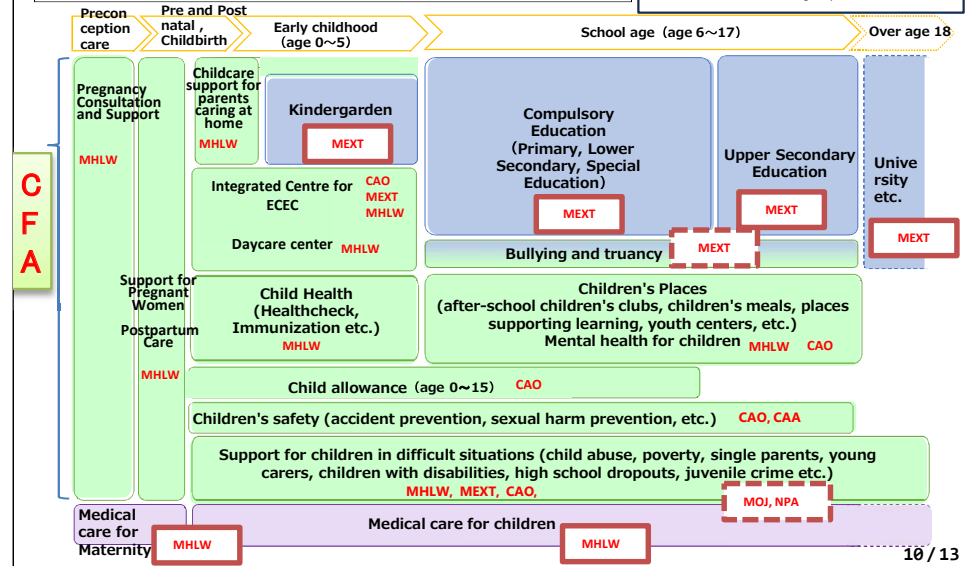 Precon
ception
care
Pre and Post
natal ,
Childbirth
Early childhood
(age 0～5)
School age（age 6～17）
Over age 18
C
F
A
Pregnancy
Consultation
and Support
MHLW
Childcare
support for
parents
caring at
home
MHLW
Kindergarden
MEXT
Compulsory
Education
（Primary, Lower
Secondary, Special
Education）
MEXT
Upper Secondary
Education
MEXT
Unive
rsity
etc.
MEXT
Integrated Centre for
ECEC
CAO
MEXT
MHLW
Daycare center
MHLW
Bullying and truancy
MEXT
Support for
Pregnant
Women
Postpartum
Care
MHLW
Child Health
(Healthcheck,
Immunization etc.)
MHLW
Children's Places
(after-school children's clubs, children's meals, places
supporting learning, youth centers, etc.)
Mental health for children MHLW CAO
Child allowance（age 0～15） CAO
Children's safety (accident prevention, sexual harm prevention, etc.) CAO, CAA
Support for children in difficult situations (child abuse, poverty, single parents, young
carers, children with disabilities, high school dropouts, juvenile crime etc.)
MHLW, MEXT, CAO,
MOJ, NPA
Medical
care for
Maternity
MHLW
Medical care for children
MHLW
10/13